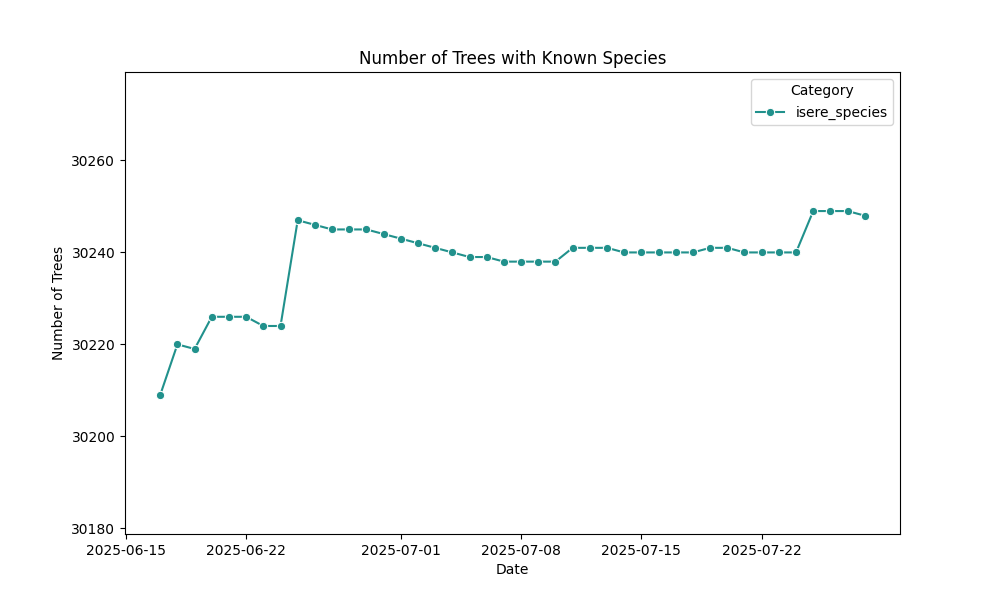 Number of Trees with Known Species
Category
isere_species
30260
30240
30220
30200
30180
Number of Trees
2025-06-15
2025-06-22
2025-07-01
2025-07-08
2025-07-15
2025-07-22
Date